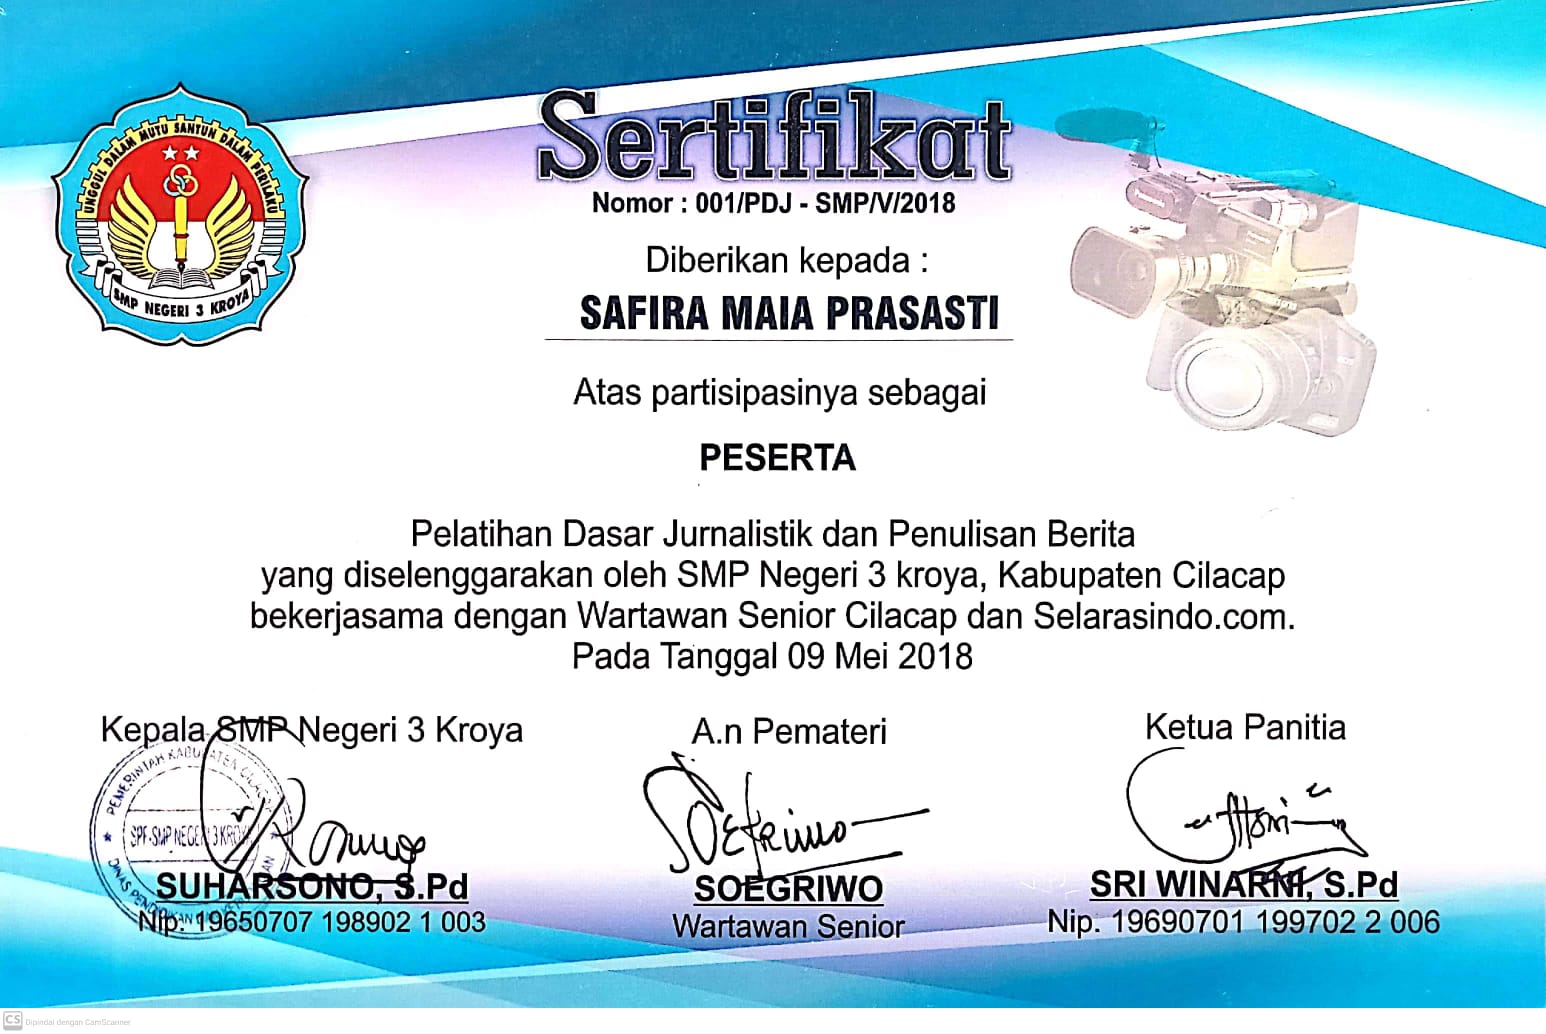 Sertifikat
Nomor : 001/PDJ - SMP/V/2018
UNGGUL DALAM MUTU SANTUN DALAM PERILAKU
SMP NEGERI 3 KROYA
Diberikan kepada :
SAFIRA MAIA PRASASTI
Atas partisipasinya sebagai
PESERTA
Pelatihan Dasar Jurnalistik dan Penulisan Berita
yang diselenggarakan oleh SMP Negeri 3 kroya, Kabupaten Cilacap
bekerjasama dengan Wartawan Senior Cilacap dan Selarasindo.com.
Pada Tanggal 09 Mei 2018
Kepala SMP Negeri 3 Kroya
PEMERINTAH KABUPATEN CILACAP
SPF-SMP NEGERI 3 KROYA
DINAS PENDIDIKAN DAN
SUHARSONO, S.Pd
Nip. 19650707 198902 1 003
A.n Pemateri
SOEGRIWO
Wartawan Senior
Ketua Panitia
SRI WINARNI, S.Pd
Nip. 19690701 199702 2 006
CS Dipindai dengan CamScanner